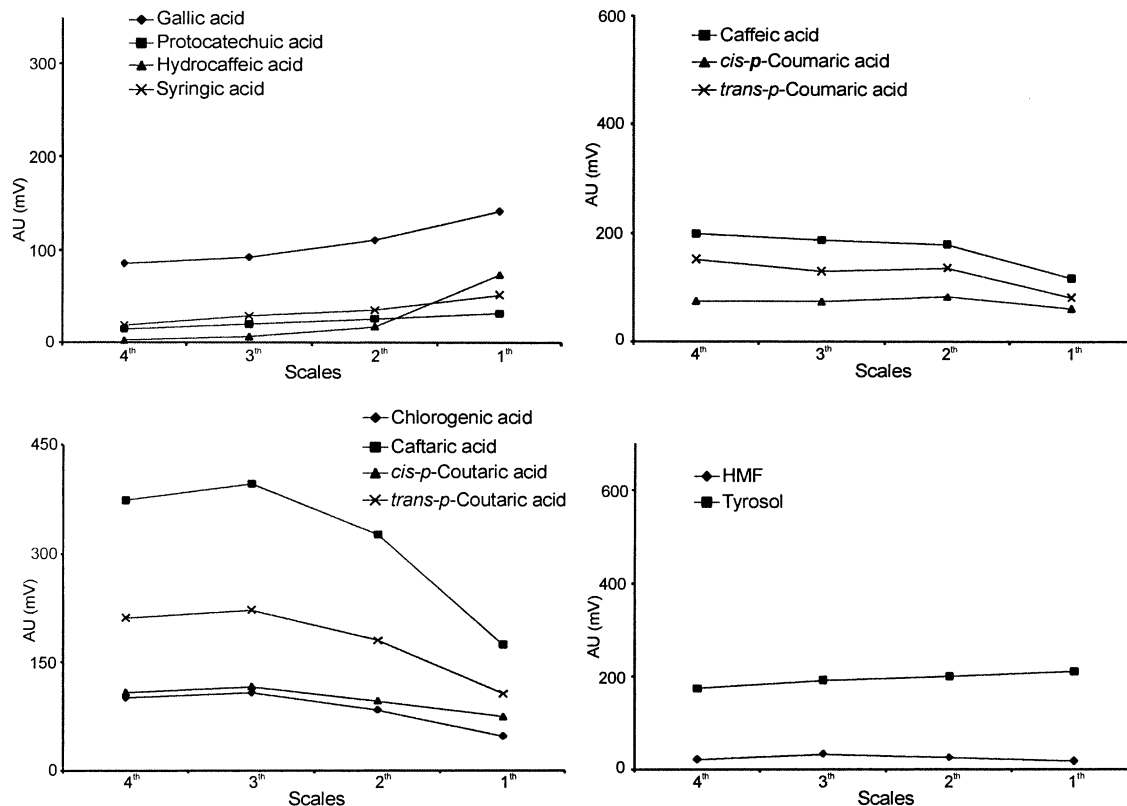 Gallic acid
Protocatechuic acid
Hydrocaffeic acid
Syringic acid
300
200
100
0
AU (mV)
4th
3th
2th
1th
Scales
Caffeic acid
cis-p-Coumaric acid
trans-p-Coumaric acid
600
400
200
0
AU (mV)
4th
3th
2th
1th
Scales
Chlorogenic acid
Caftaric acid
cis-p-Coutaric acid
trans-p-Coutaric acid
450
300
150
0
AU (mV)
4th
3th
2th
1th
Scales
HMF
Tyrosol
600
400
200
0
AU (mV)
4th
3th
2th
1th
Scales